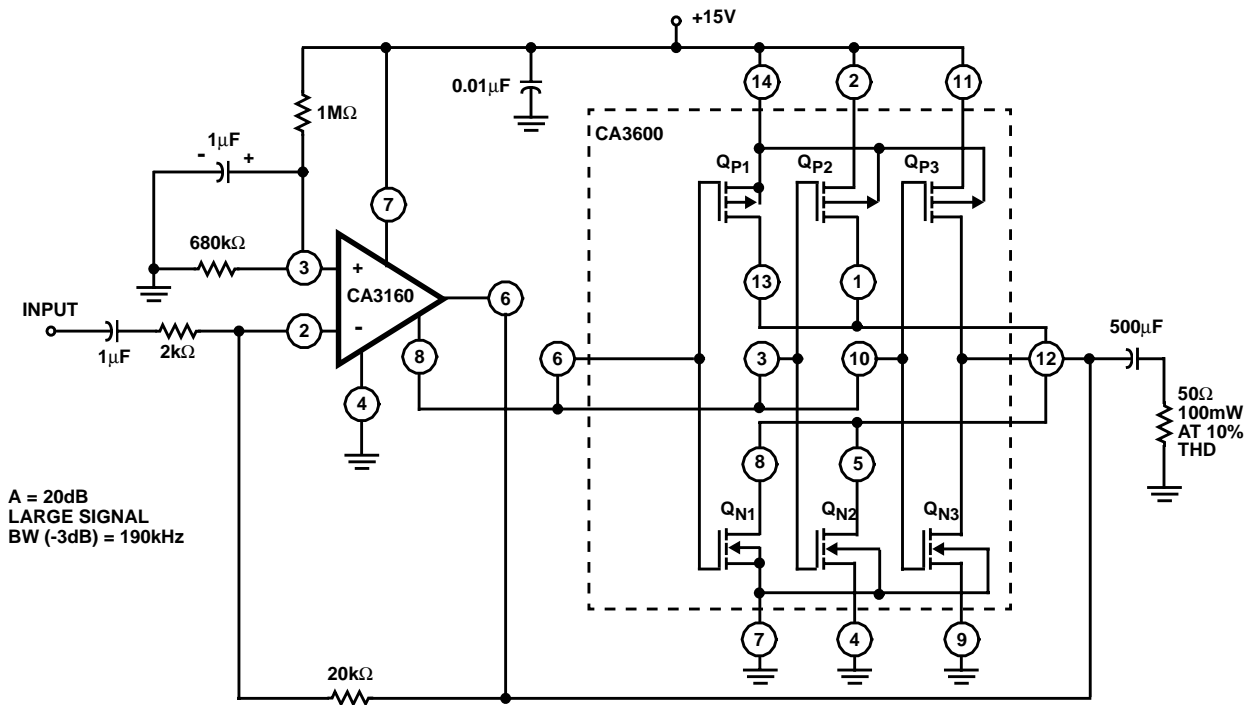 +15V
14
2
11
0.01μF
1MΩ
CA3600
1μF
- +
QP1
QP2
QP3
7
680kΩ
3
+
CA3160
13
1
INPUT
6
500μF
2
-
1μF
2kΩ
8
6
3
10
12
4
50Ω
100mW
AT 10%
THD
8
5
A = 20dB
LARGE SIGNAL
BW (-3dB) = 190kHz
QN1
QN2
QN3
7
4
9
20kΩ